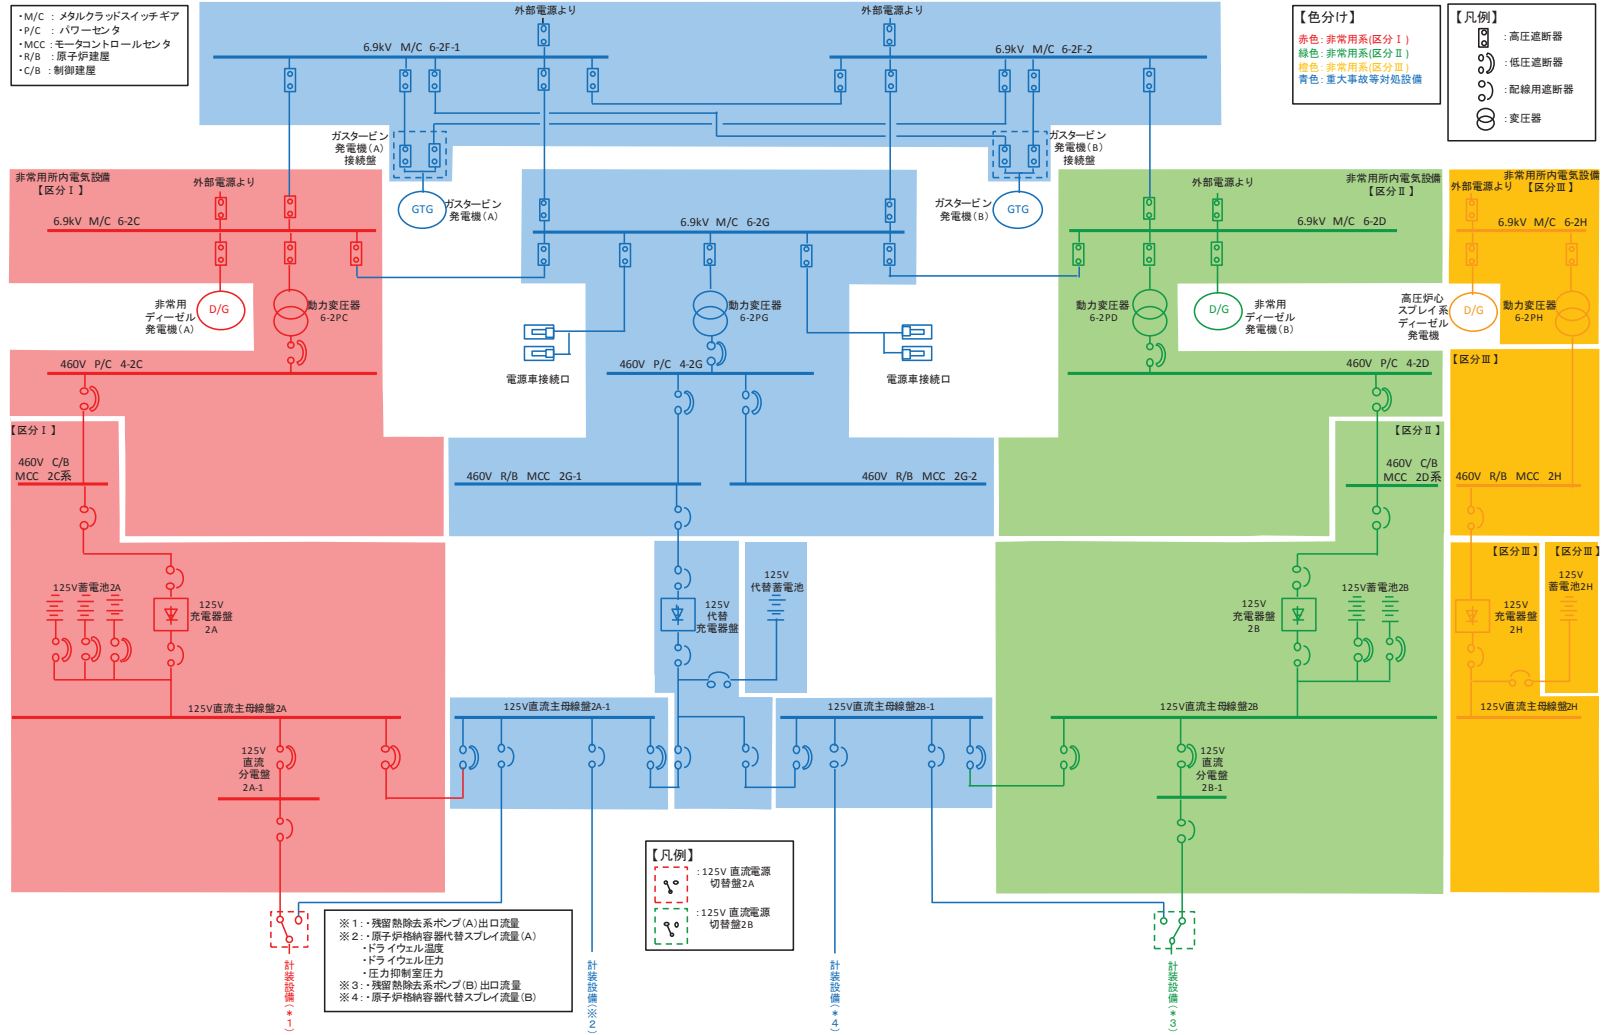 ・M/C ： メタルクラッドスイッチギア
・P/C ： パワーセンタ
・MCC ：モータコントロールセンタ
・R/B ：原子炉建屋
・C/B ：制御建屋
外部電源より
外部電源より
6.9kV M/C 6-2F-1
6.9kV M/C 6-2F-2
【色分け】
赤色：非常用系(区分Ⅰ)
緑色：非常用系(区分Ⅱ)
橙色：非常用系(区分Ⅲ)
青色：重大事故等対処設備
【凡例】
：高圧遮断器
：低圧遮断器
：配線用遮断器
：変圧器
ガスタービン
発電機(A)
接続盤
ガスタービン
発電機(B)
接続盤
GTG
ガスタービン
発電機(A)
ガスタービン
発電機(B)
GTG
非常用所内電気設備
【区分Ⅰ】
外部電源より
6.9kV M/C 6-2C
6.9kV M/C 6-2G
外部電源より
非常用所内電気設備
【区分Ⅱ】
6.9kV M/C 6-2D
非常用所内電気設備
外部電源より 【区分Ⅲ】
6.9kV M/C 6-2H
非常用
ディーゼル
発電機(A)
D/G
動力変圧器
6-2PC
動力変圧器
6-2PG
動力変圧器
6-2PD
D/G
非常用
ディーゼル
発電機(B)
高圧炉心
スプレイ系
ディーゼル
発電機
D/G
動力変圧器
6-2PH
460V P/C 4-2C
電源車接続口
460V P/C 4-2G
電源車接続口
460V P/C 4-2D
【区分Ⅲ】
【区分Ⅰ】
460V C/B
MCC 2C系
460V R/B MCC 2G-1
460V R/B MCC 2G-2
【区分Ⅱ】
460V C/B
MCC 2D系
460V R/B MCC 2H
125V蓄電池2A
125V
充電器盤
2A
125V
代替
充電器盤
125V
代替蓄電池
125V
充電器盤
2B
125V蓄電池2B
【区分Ⅲ】
125V
充電器盤
2H
【区分Ⅲ】
125V
蓄電池2H
125V直流主母線盤2A
125V直流主母線盤2A-1
125V直流主母線盤2B-1
125V直流主母線盤2B
125V直流主母線盤2H
125V
直流
分電盤
2A-1
125V
直流
分電盤
2B-1
【凡例】
：125V 直流電源
切替盤2A
：125V 直流電源
切替盤2B
※１：・残留熱除去系ポンプ(A)出口流量
※２：・原子炉格納容器代替スプレイ流量(A)
・ドライウェル温度
・ドライウェル圧力
・圧力抑制室圧力
※３：・残留熱除去系ポンプ(B)出口流量
※４：・原子炉格納容器代替スプレイ流量(B)
計装設備(*1)
計装設備(※2)
計装設備(*4)
計装設備(*3)